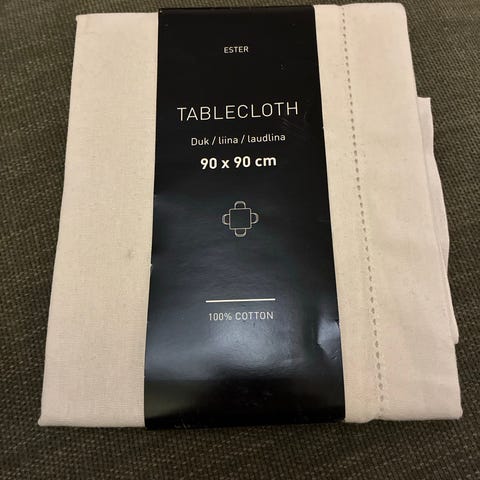 ESTER
TABLECLOTH
Duk / liina / laudlina
90 x 90 cm
100% COTTON